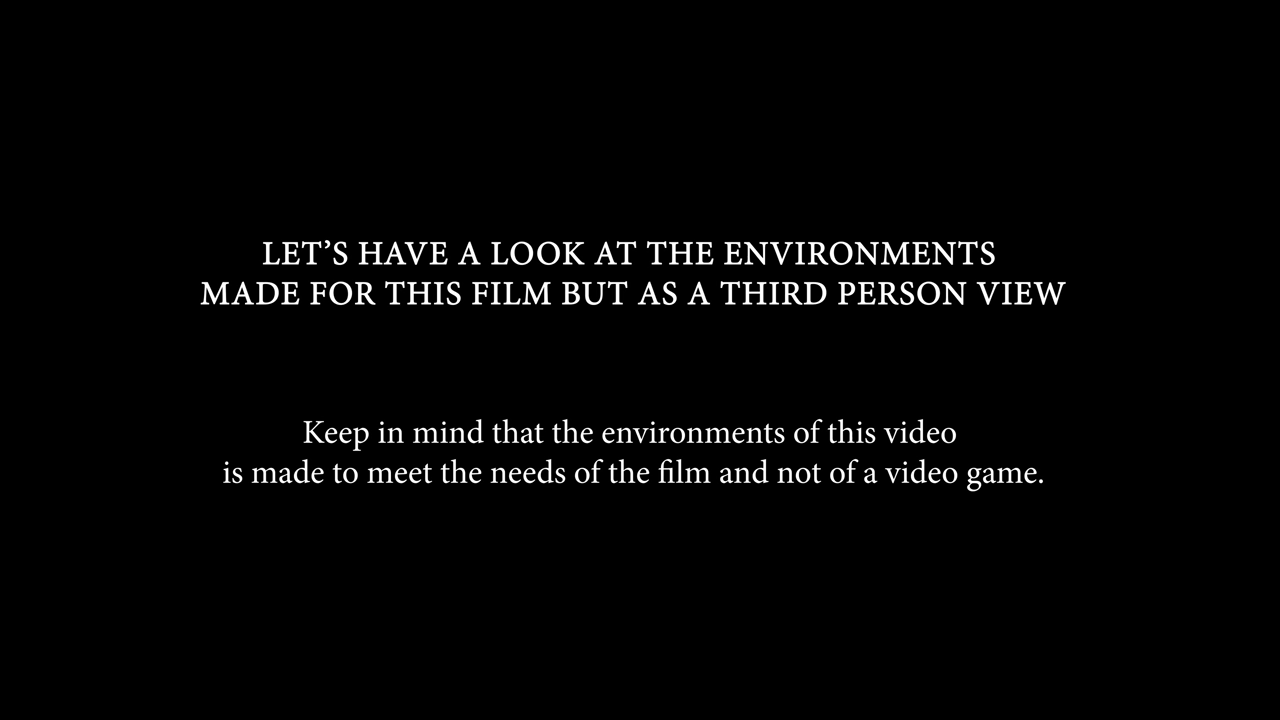 LET’S HAVE A LOOK AT THE ENVIRONMENTS
MADE FOR THIS FILM BUT AS A THIRD PERSON VIEW
Keep in mind that the environments of this video
is made to meet the needs of the film and not of a video game.